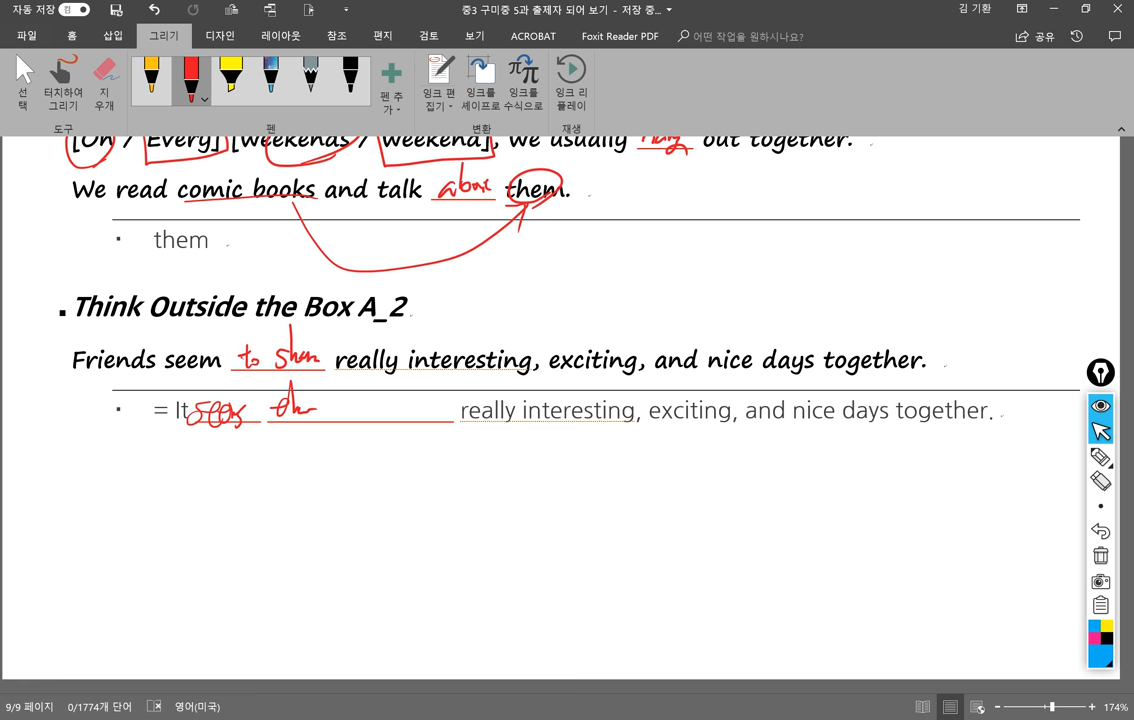 자동 저장 컴 중3 구미중 5과 출제자 되어 보기 - 저장 중... 김 기환
파일 홈 삽입 그리기 디자인 레이아웃 참조 편지 검토 보기 ACROBAT Foxit Reader PDF 어떤 작업을 원하시나요? 공유
선택 터치하여 그리기 지우개 펜 추가 잉크 편집기 잉크를 셰이프로 잉크를 수식으로 잉크 리플레이
도구 펜 변환 재생
[On / Every] [weekends / weekend], we usually hang out together.
We read comic books and talk about them.
· them
. Think Outside the Box A_2
Friends seem to really interesting, exciting, and nice days together.
· = It seems really interesting, exciting, and nice days together.
9/9 페이지 0/1774개 단어 영어(미국) 174%